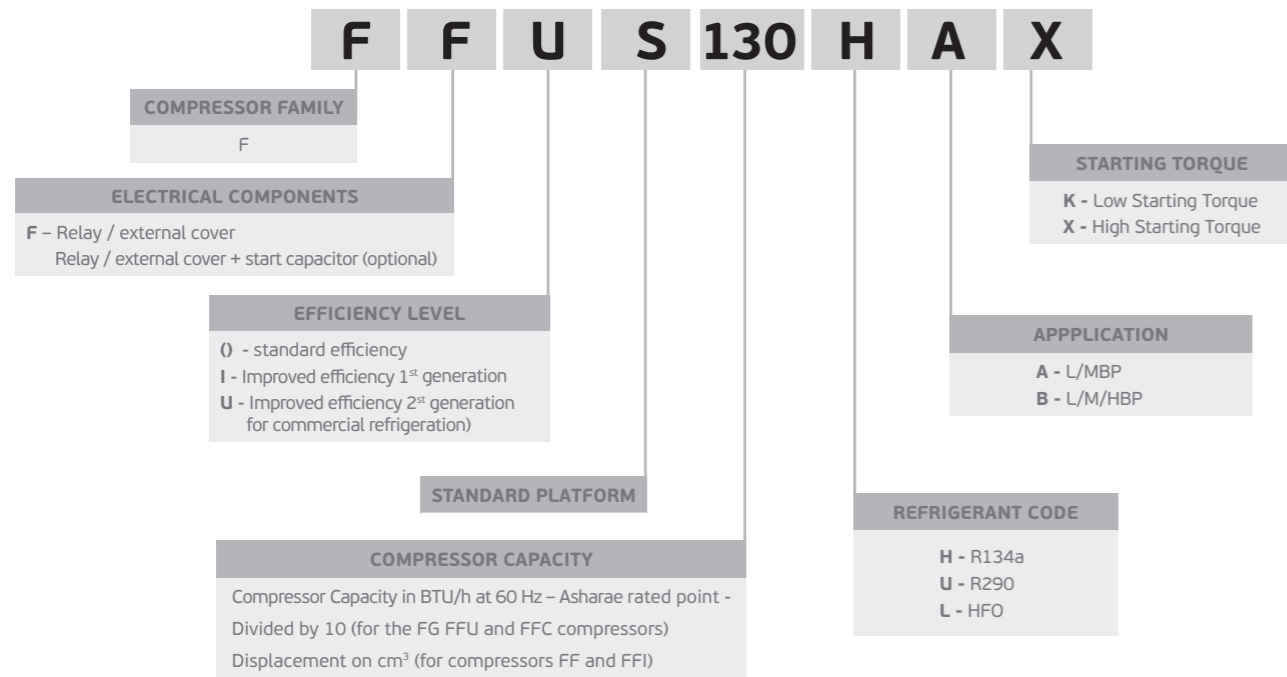 F F U S 130 H A X
COMPRESSOR FAMILY
F
ELECTRICAL COMPONENTS
F – Relay / external cover
Relay / external cover + start capacitor (optional)
EFFICIENCY LEVEL
() - standard efficiency
I - Improved efficiency 1st generation
U - Improved efficiency 2st generation
for commercial refrigeration)
STANDARD PLATFORM
COMPRESSOR CAPACITY
Compressor Capacity in BTU/h at 60 Hz – Asharae rated point -
Divided by 10 (for the FG FFU and FFC compressors)
Displacement on cm³ (for compressors FF and FFI)
STARTING TORQUE
K - Low Starting Torque
X - High Starting Torque
APPPLICATION
A - L/MBP
B - L/M/HBP
REFRIGERANT CODE
H - R134a
U - R290
L - HFO